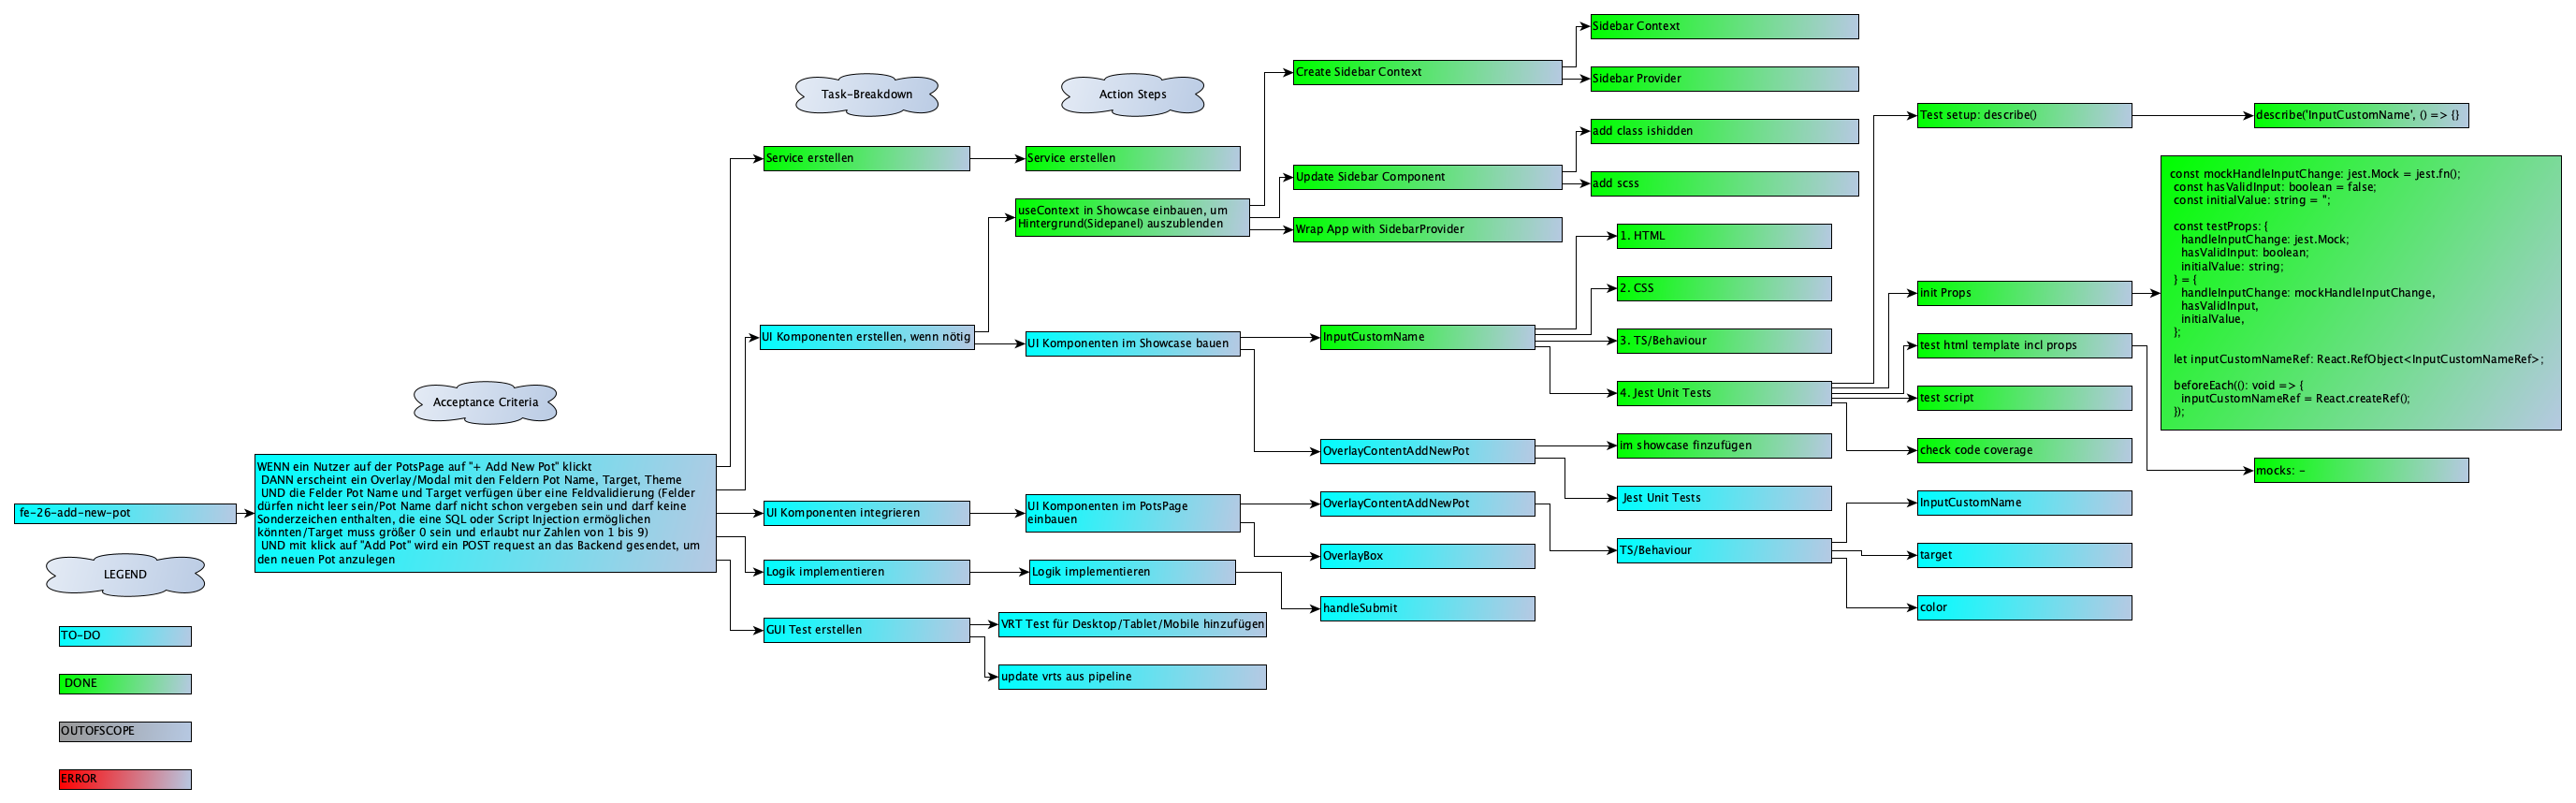 Sidebar Context
Create Sidebar Context
Sidebar Provider
Task-Breakdown
Action Steps
add class ishidden
Test setup: describe()
describe('InputCustomName', () => {}
Service erstellen
Service erstellen
Update Sidebar Component
add scss
useContext in Showcase einbauen, um
Hintergrund(Sidepanel) auszublenden
Wrap App with SidebarProvider
1. HTML
2. CSS
const mockHandleInputChange: jest.Mock = jest.fn();
const hasValidInput: boolean = false;
const initialValue: string = '';
const testProps: {
handleInputChange: jest.Mock;
hasValidInput: boolean;
initialValue: string;
} = {
handleInputChange: mockHandleInputChange,
hasValidInput,
initialValue,
};
let inputCustomNameRef: React.RefObject<InputCustomNameRef>;
beforeEach((): void => {
inputCustomNameRef = React.createRef();
});
init Props
UI Komponenten erstellen, wenn nötig
UI Komponenten im Showcase bauen
InputCustomName
3. TS/Behaviour
test html template incl props
4. Jest Unit Tests
test script
Acceptance Criteria
OverlayContentAddNewPot
im showcase finzufügen
check code coverage
mocks: -
Jest Unit Tests
fe-26-add-new-pot
WENN ein Nutzer auf der PotsPage auf "+ Add New Pot" klickt
DANN erscheint ein Overlay/Modal mit den Feldern Pot Name, Target, Theme
UND die Felder Pot Name und Target verfügen über eine Feldvalidierung (Felder
dürfen nicht leer sein/Pot Name darf nicht schon vergeben sein und darf keine
Sonderzeichen enthalten, die eine SQL oder Script Injection ermöglichen
könnten/Target muss größer 0 sein und erlaubt nur Zahlen von 1 bis 9)
UND mit klick auf "Add Pot" wird ein POST request an das Backend gesendet, um
den neuen Pot anzulegen
UI Komponenten integrieren
UI Komponenten im PotsPage
einbauen
OverlayContentAddNewPot
InputCustomName
OverlayBox
TS/Behaviour
target
LEGEND
Logik implementieren
Logik implementieren
handleSubmit
color
TO-DO
GUI Test erstellen
VRT Test für Desktop/Tablet/Mobile hinzufügen
update vrts aus pipeline
DONE
OUTOFSCOPE
ERROR